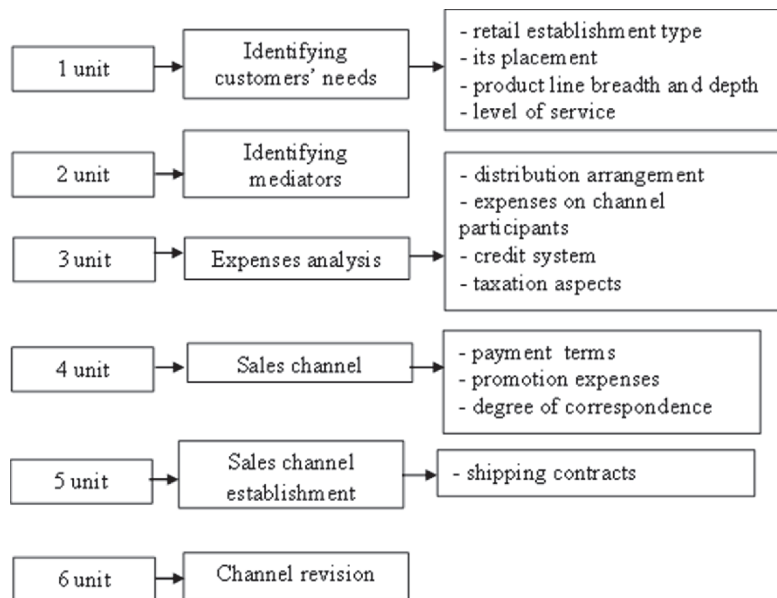 1 unit
Identifying
customers' needs
- retail establishment type
- its placement
- product line breadth and depth
- level of service
2 unit
Identifying
mediators
3 unit
Expenses analysis
- distribution arrangement
- expenses on channel
participants
- credit system
- taxation aspects
4 unit
Sales channel
- payment terms
- promotion expenses
- degree of correspondence
5 unit
Sales channel
establishment
- shipping contracts
6 unit
Channel revision